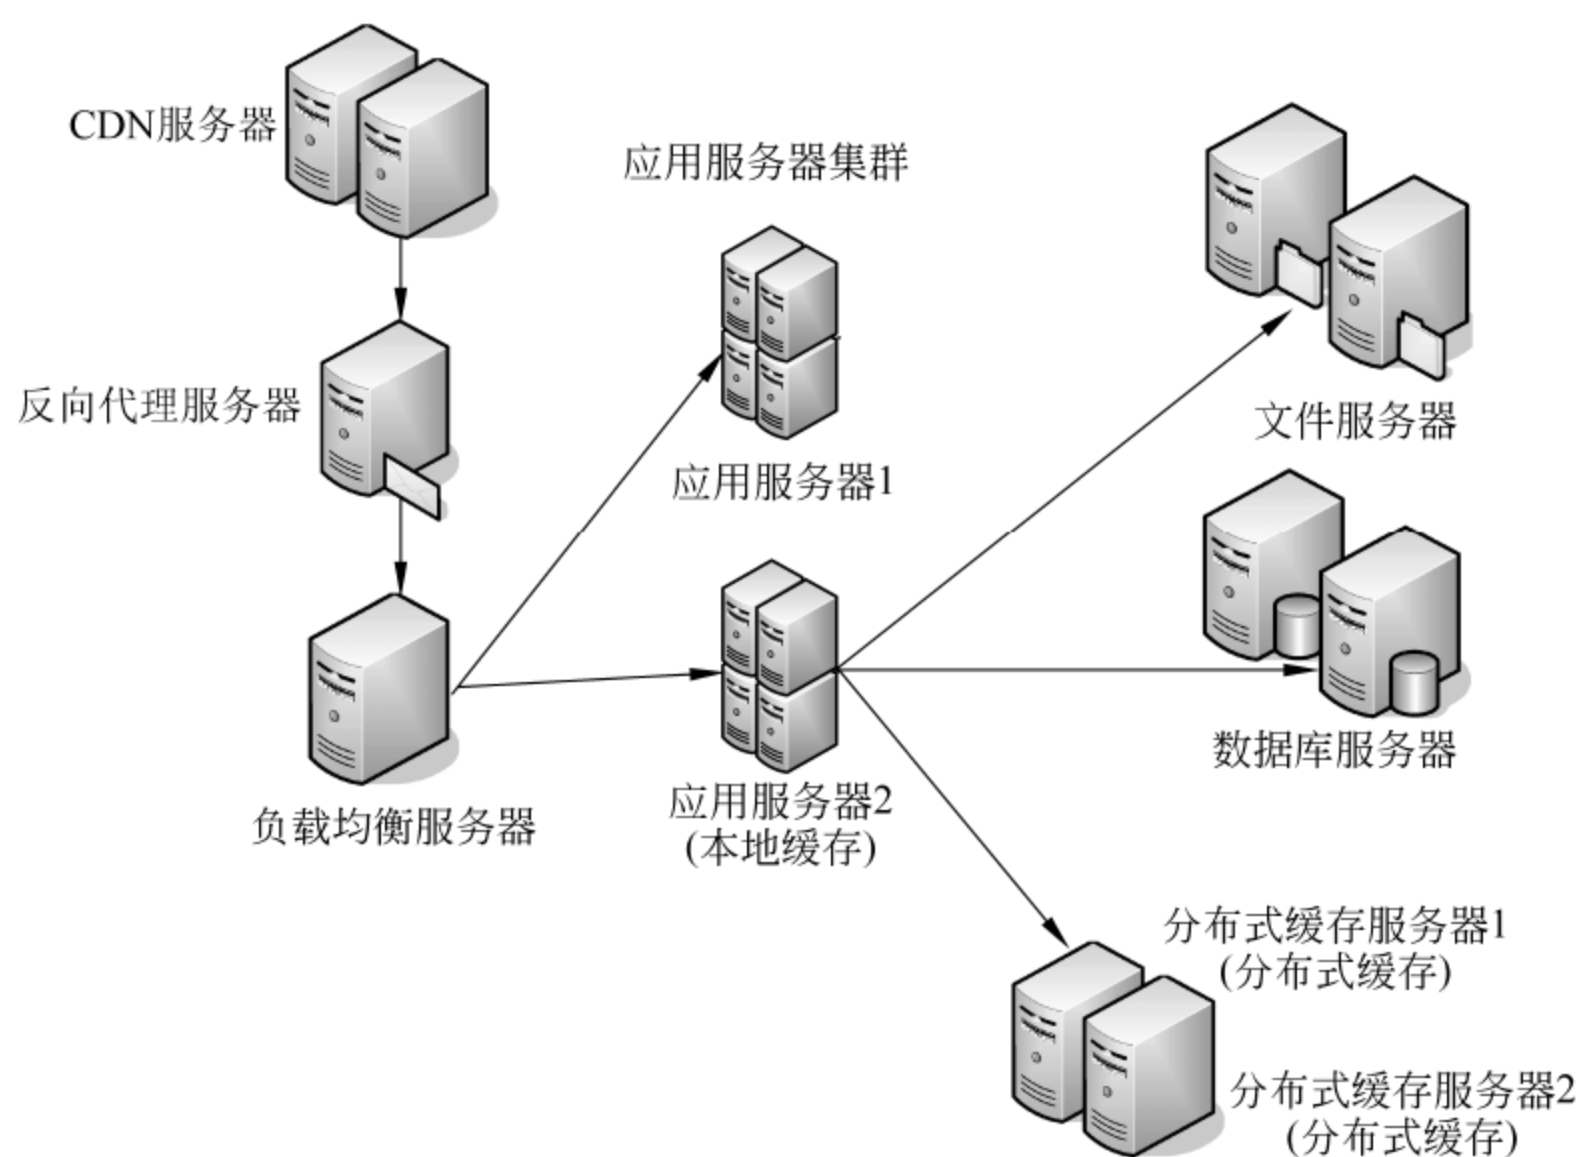 CDN服务器
应用服务器集群
反向代理服务器
文件服务器
应用服务器1
数据库服务器
负载均衡服务器
应用服务器2
(本地缓存)
分布式缓存服务器1
(分布式缓存)
分布式缓存服务器2
(分布式缓存)